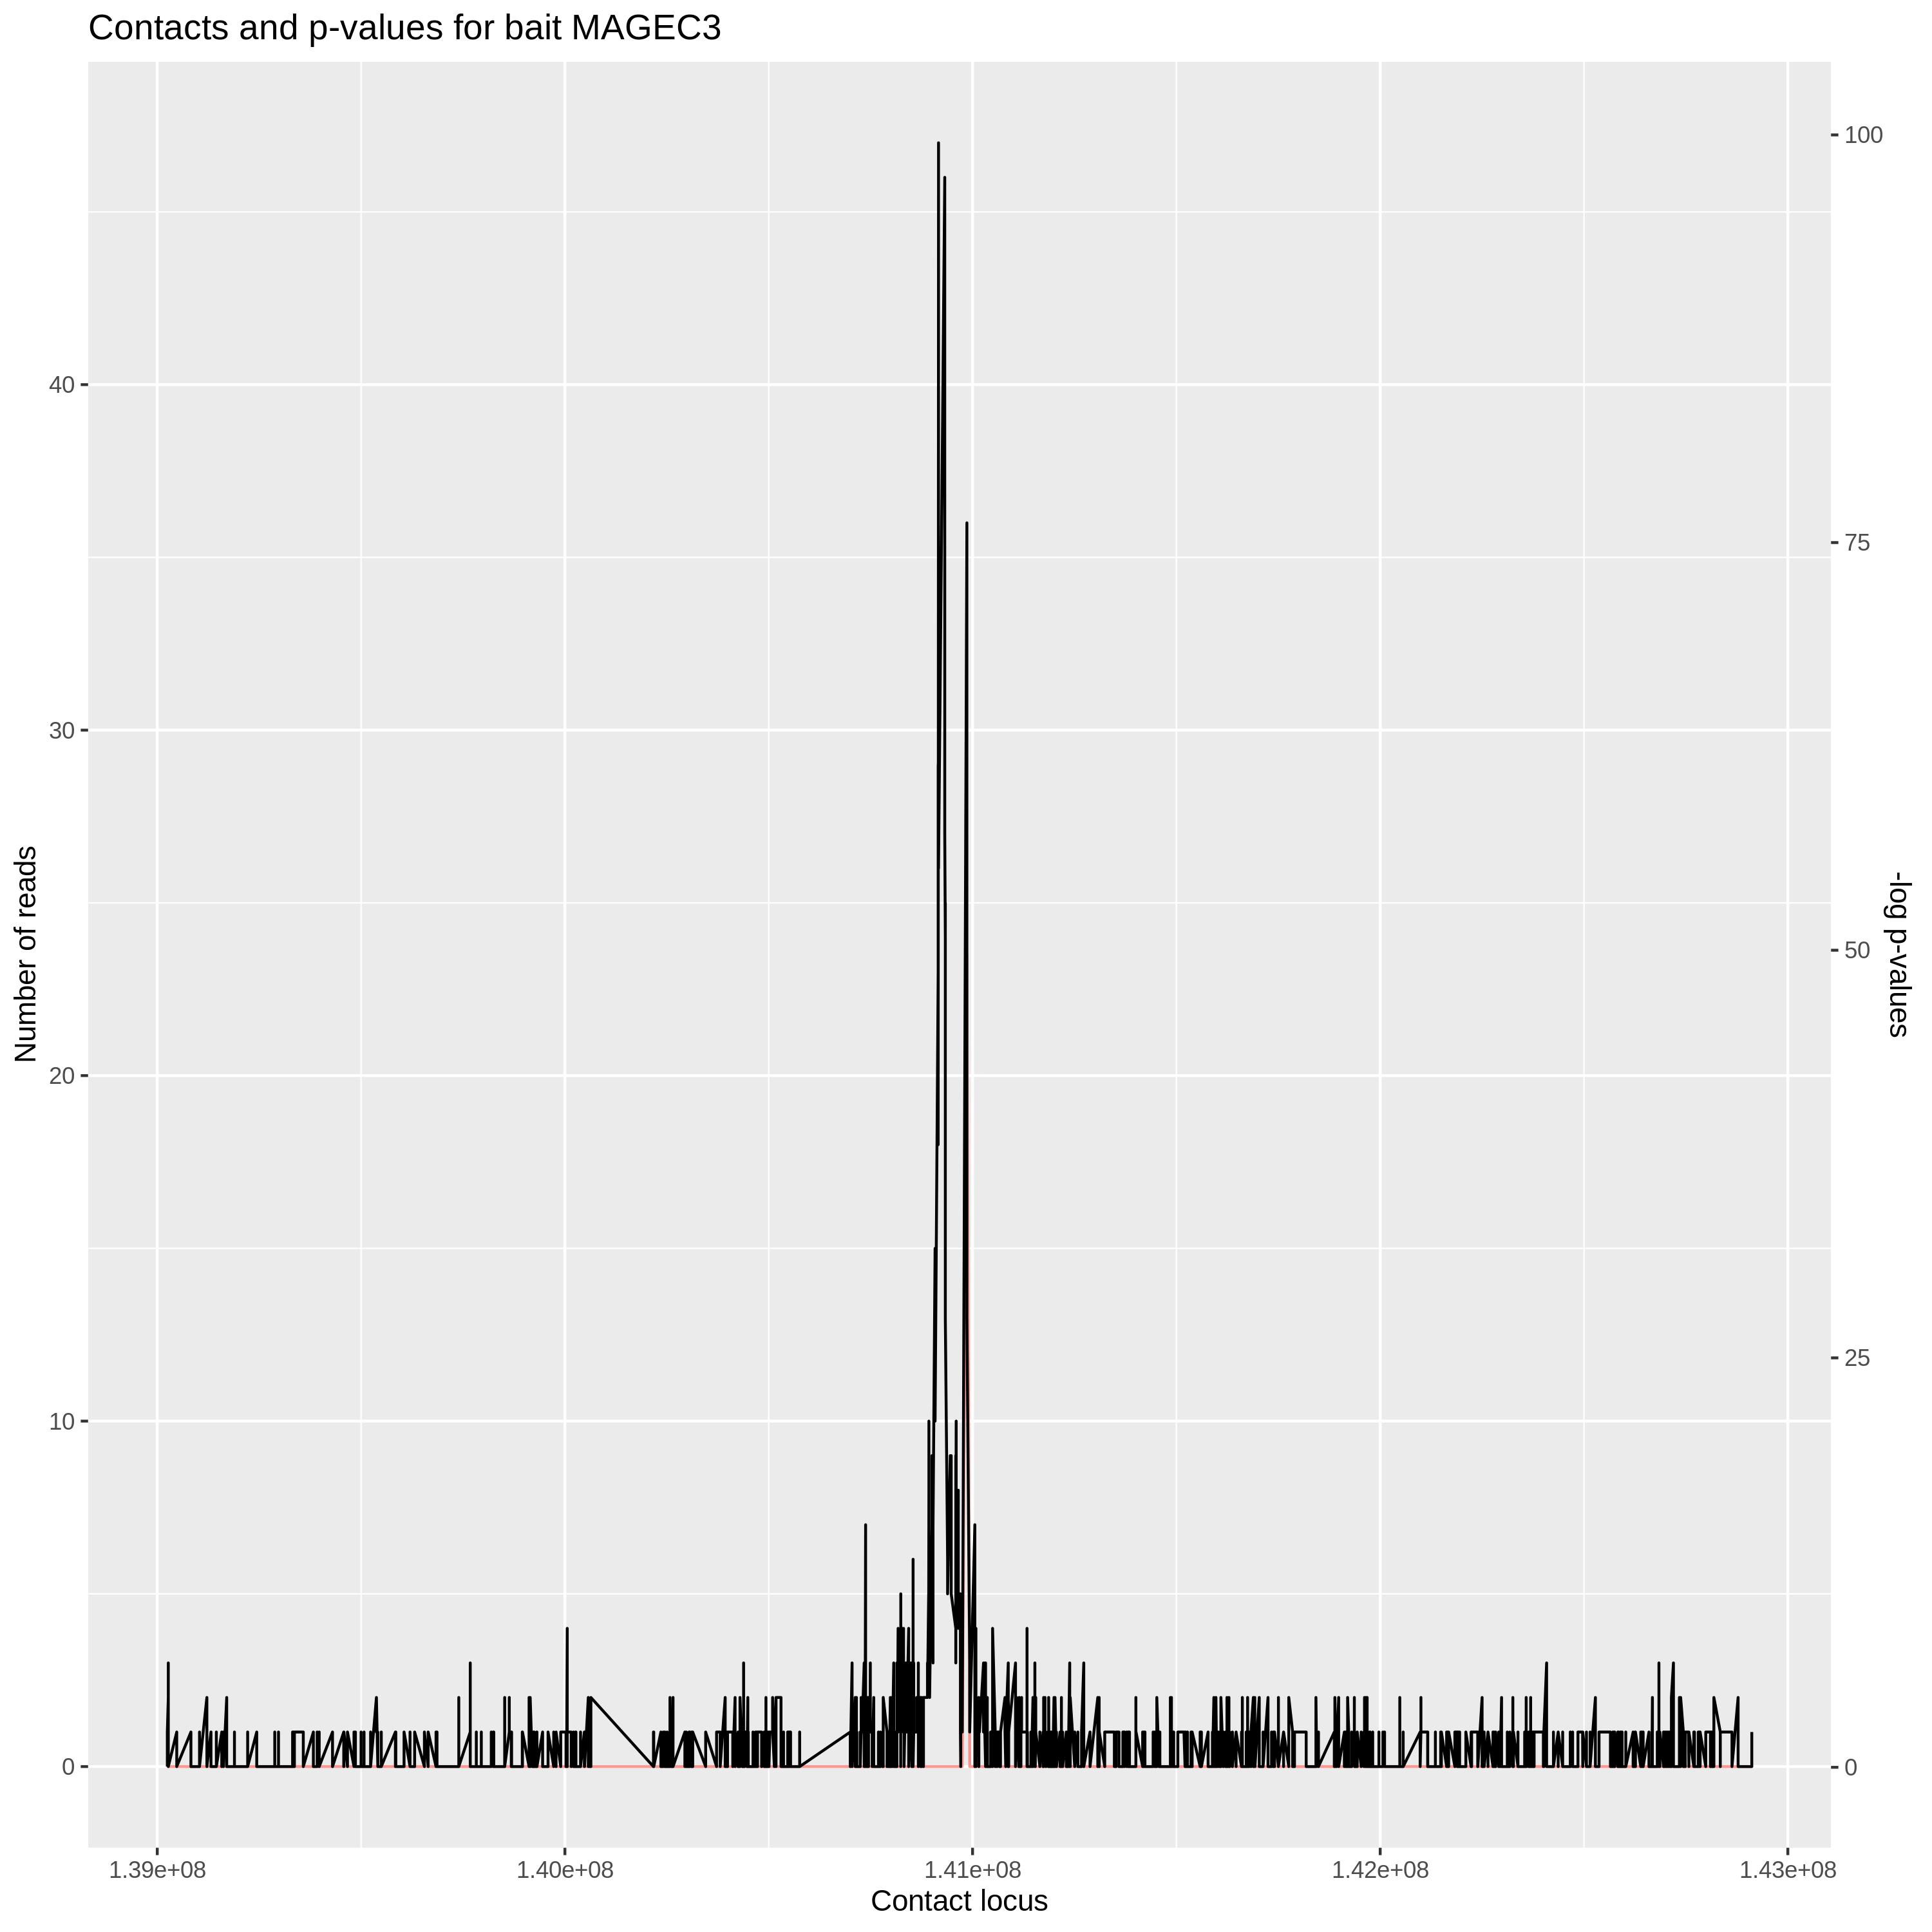 Contacts and p-values for bait MAGEC3
Number of reads
40
30
20
10
0
100
75
50
25
0
-log p-values
1.39e+08
1.40e+08
1.41e+08
1.42e+08
1.43e+08
Contact locus